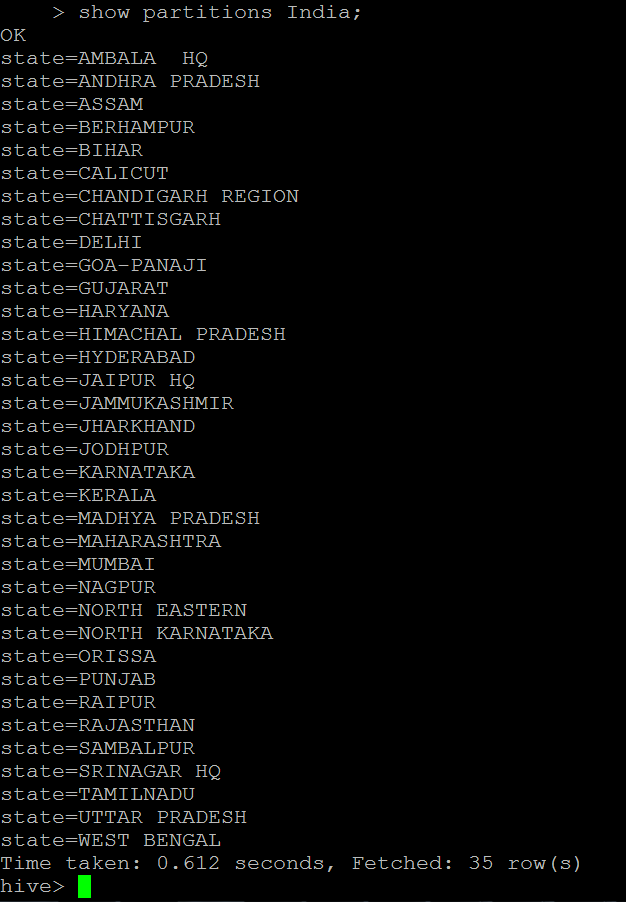 > show partitions India;
OK
state=AMBALA  HQ
state=ANDHRA PRADESH
state=ASSAM
state=BERHAMPUR
state=BIHAR
state=CALICUT
state=CHANDIGARH REGION
state=CHATTISGARH
state=DELHI
state=GOA-PANAJI
state=GUJARAT
state=HARYANA
state=HIMACHAL PRADESH
state=HYDERABAD
state=JAIPUR HQ
state=JAMMUKASHMIR
state=JHARKHAND
state=JODHPUR
state=KARNATAKA
state=KERALA
state=MADHYA PRADESH
state=MAHARASHTRA
state=MUMBAI
state=NAGPUR
state=NORTH EASTERN
state=NORTH KARNATAKA
state=ORISSA
state=PUNJAB
state=RAIPUR
state=RAJASTHAN
state=SAMBALPUR
state=SRINAGAR HQ
state=TAMILNADU
state=UTTAR PRADESH
state=WEST BENGAL
Time taken: 0.612 seconds, Fetched: 35 row(s)
hive>